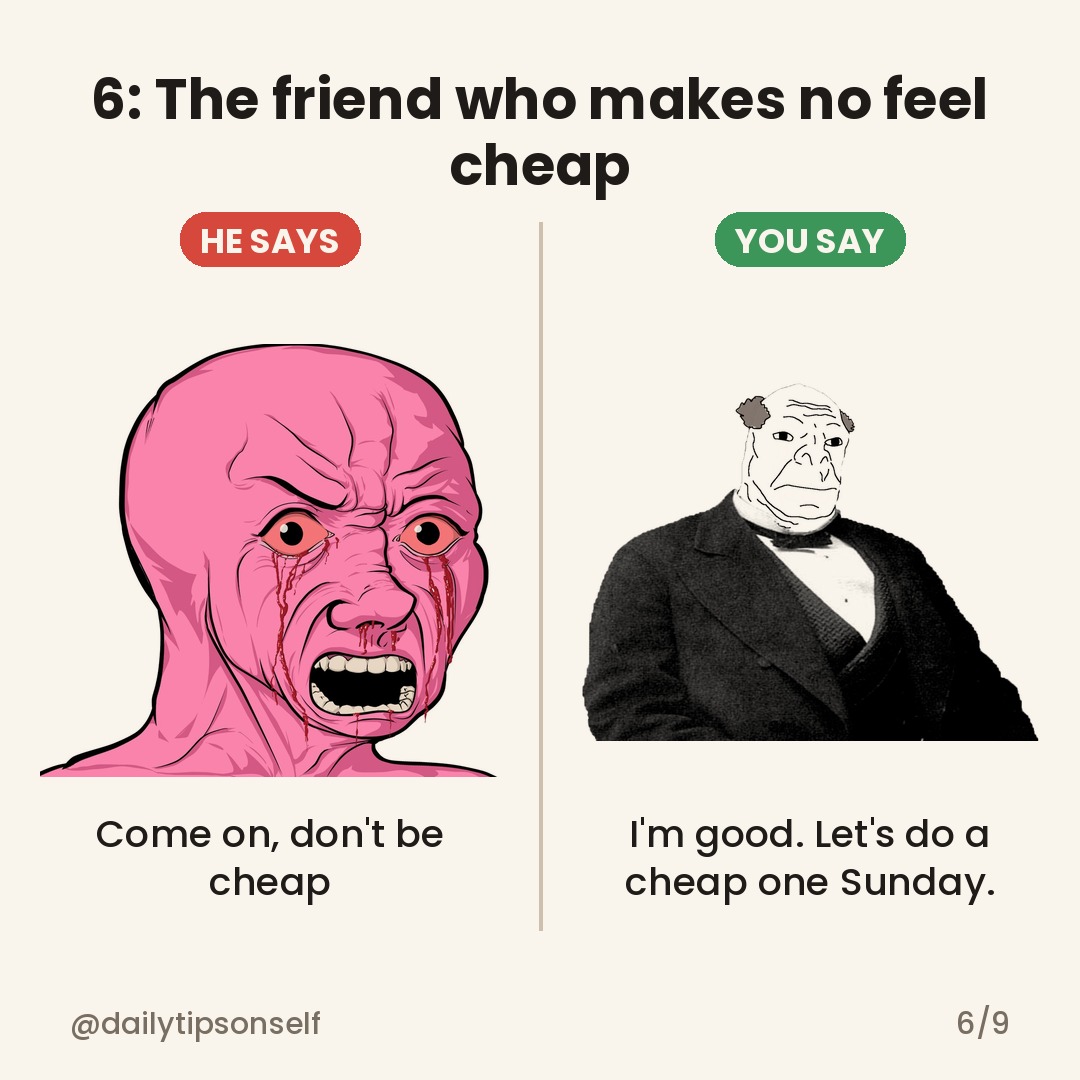 6: The friend who makes no feel
cheap
HE SAYS
YOU SAY
Come on, don't be
cheap
I'm good. Let's do a
cheap one Sunday.
@dailytipsonself
6/9